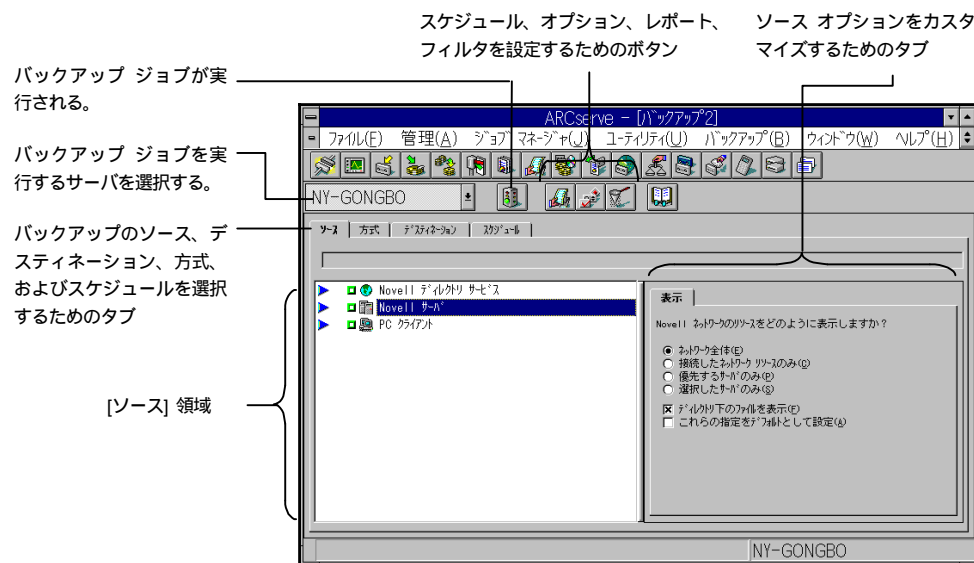 スケジュール、オプション、レポート、
フィルタを設定するためのボタン
ソース オプションをカスタ
マイズするためのタブ
バックアップ ジョブが実
行される。
バックアップ ジョブを実
行するサーバを選択する。
バックアップのソース、デ
スティネーション、方式、
およびスケジュールを選択
するためのタブ
[ソース] 領域
ARCserve - [ﾊﾞｯｸｱｯﾌﾟ2]
ﾌｧｲﾙ(F) 管理(A) ｼﾞｮﾌﾞ ﾏﾈｰｼﾞｬ(J) ﾕｰﾃｨﾘﾃｨ(U) ﾊﾞｯｸｱｯﾌﾟ(B) ｳｨﾝﾄﾞｳ(W) ﾍﾙﾌﾟ(H)
NY-GONGBO
ｿｰｽ 方式 ﾃﾞｽﾃｨﾈｰｼｮﾝ ｽｹｼﾞｭｰﾙ
Novell ﾃﾞｨﾚｸﾄﾘ ｻｰﾋﾞｽ
Novell ｻｰﾊﾞ
PC ｸﾗｲｱﾝﾄ
表示
Novell ﾈｯﾄﾜｰｸのﾘｿｰｽをどのように表示しますか？
ﾈｯﾄﾜｰｸ全体(E)
接続したﾈｯﾄﾜｰｸ ﾘｿｰｽのみ(C)
優先するｻｰﾊﾞのみ(P)
選択したｻｰﾊﾞのみ(S)
ﾃﾞｨﾚｸﾄﾘ下のﾌｧｲﾙを表示(F)
これらの指定をﾃﾞﾌｫﾙﾄとして設定(A)
NY-GONGBO